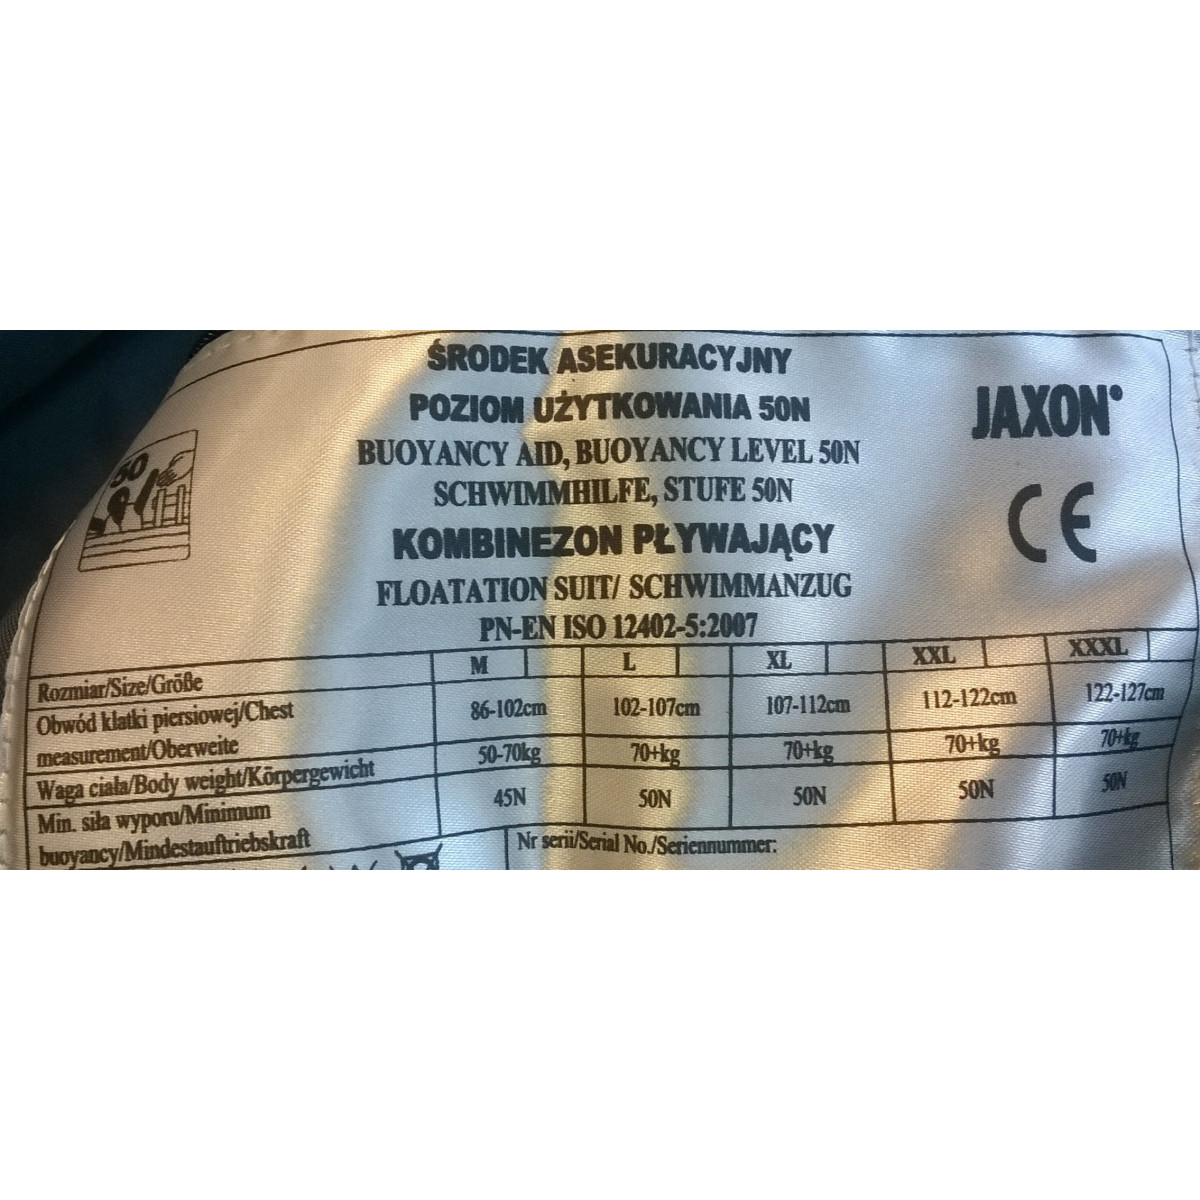 ŚRODEK ASEKURACYJNY
POZIOM UŻYTKOWANIA 50N
BUOYANCY AID, BUOYANCY LEVEL 50N
SCHWIMMHILFE, STUFE 50N
KOMBINEZON PŁYWAJĄCY
FLOATATION SUIT/ SCHWIMMANZUG
PN-EN ISO 12402-5:2007
JAXON
CE
50
Rozmiar/Size/Größe M L XL XXL XXXL
Obwód klatki piersiowej/Chest
measurement/Oberweite 86-102cm 102-107cm 107-112cm 112-122cm 122-127cm
Waga ciała/Body weight/Körpergewicht 50-70kg 70+kg 70+kg 70+kg 70+kg
Min. siła wyporu/Minimum
buoyancy/Mindestauftriebskraft 45N 50N 50N 50N 50N
Nr serii/Serial No./Seriennummer: